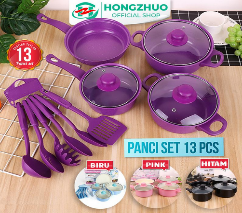 HONGZHUO
OFFICIAL SHOP
13
PANCI SET 13 PCS
BIRU
PINK
HITAM